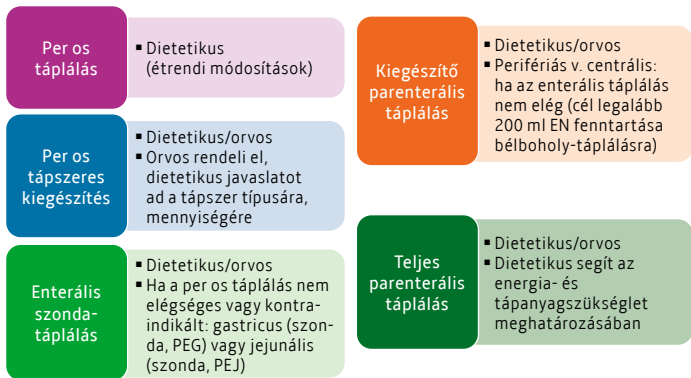 Per os
táplálás
▪ Dietetikus
(étrendi módosítások)
Per os
tápszeres
kiegészítés
▪ Dietetikus/orvos
▪ Orvos rendeli el,
dietetikus javaslatot
ad a tápszer típusára,
mennyiségére
Enterális
szonda-
táplálás
▪ Dietetikus/orvos
▪ Ha a per os táplálás nem
elégséges vagy kontra-
indikált: gastricus (szon-
da, PEG) vagy jejunális
(szonda, PEJ)
Kiegészítő
parenterális
táplálás
▪ Dietetikus/orvos
▪ Perifériás v. centrális:
ha az enterális táplálás
nem elég (cél legalább
200 ml EN fenntartása
bélboholy-táplálásra)
Teljes
parenterális
táplálás
▪ Dietetikus/orvos
▪ Dietetikus segít az
energia- és
tápanyagszükséglet
meghatározásában